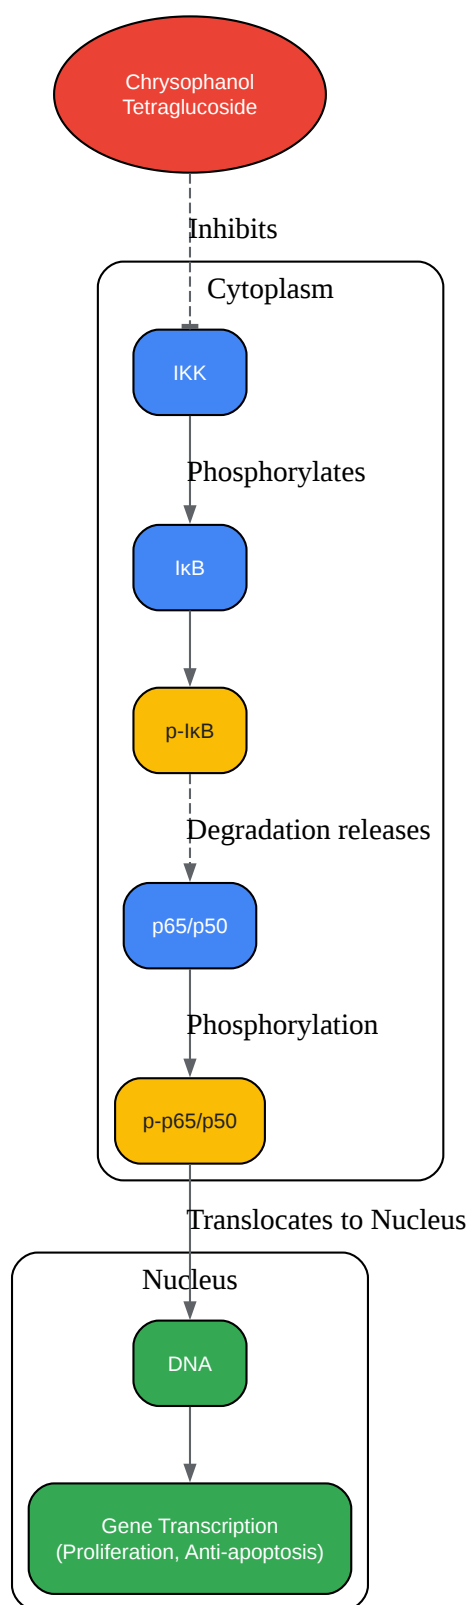 Chrysophanol
Tetraglucoside
Inhibits
Cytoplasm
IKK
Phosphorylates
IκB
p-IκB
Degradation releases
p65/p50
Phosphorylation
p-p65/p50
Translocates to Nucleus
Nucleus
DNA
Gene Transcription
(Proliferation, Anti-apoptosis)